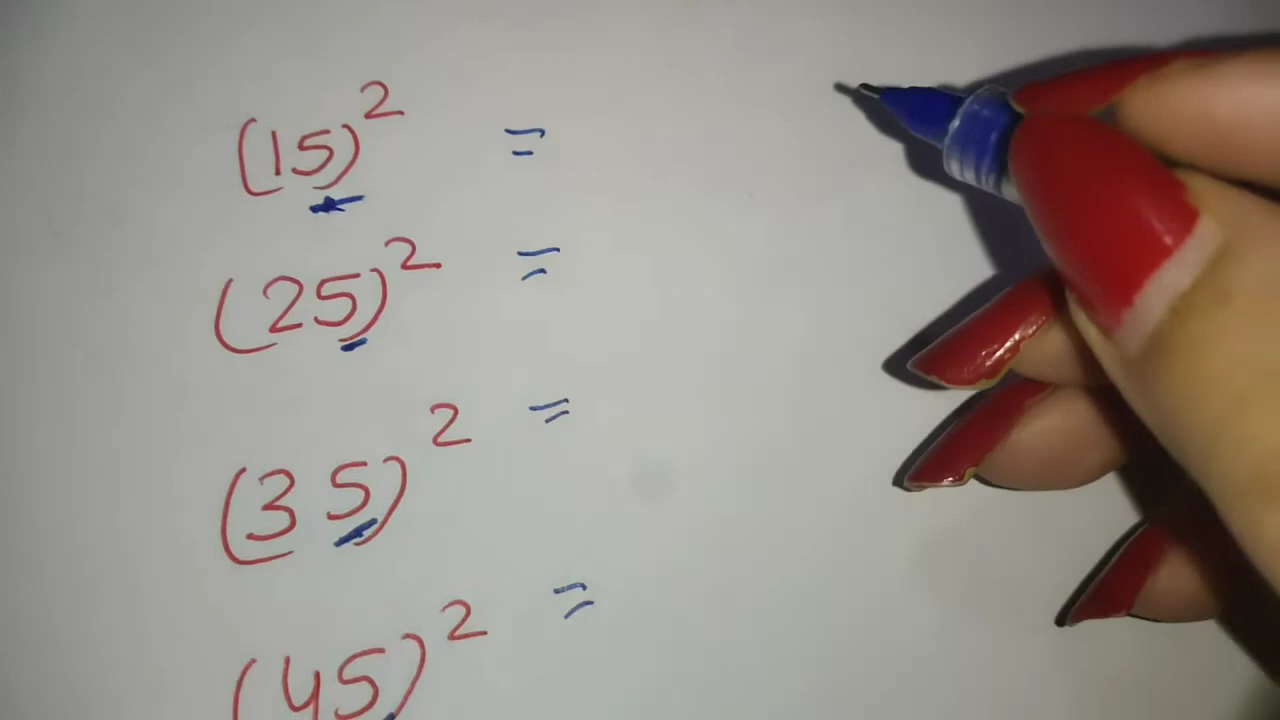 (15)² =
(25)² =
(35)² =
(45)² =